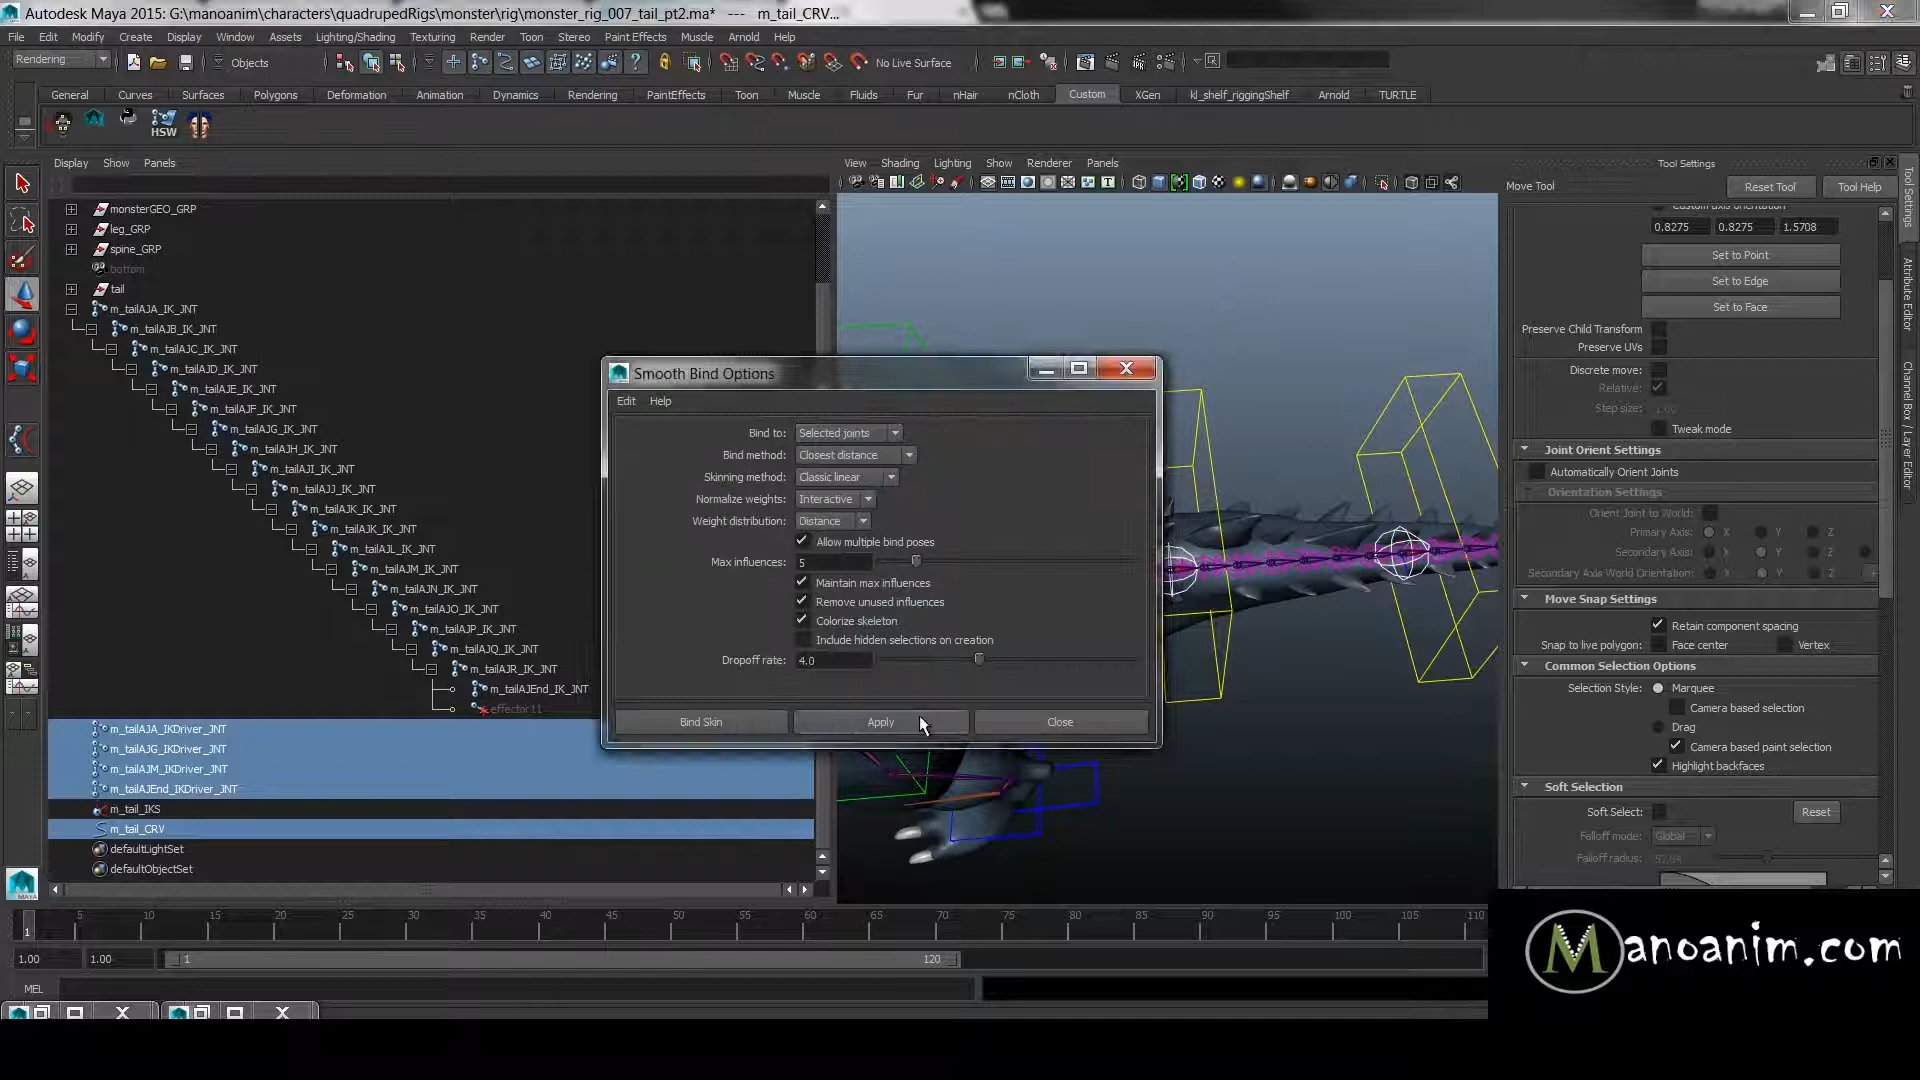 Autodesk Maya 2015: G:\manoanim\characters\quadrupedRigs\monster\rig\monster_rig_007_tail_pt2.ma* --- m_tail_CRV...
File Edit Modify Create Display Window Assets Lighting/Shading Texturing Render Toon Stereo Paint Effects Muscle Arnold Help
Rendering Objects No Live Surface
General Curves Surfaces Polygons Deformation Animation Dynamics Rendering PaintEffects Toon Muscle Fluids Fur nHair nCloth Custom XGen kl_shelf_riggingShelf Arnold TURTLE
HSW
Display Show Panels
View Shading Lighting Show Renderer Panels
Tool Settings
Move Tool Reset Tool Tool Help
monsterGEO_GRP
leg_GRP
spine_GRP
bottom
tail
m_tailAJA_IK_JNT
m_tailAJB_IK_JNT
m_tailAJC_IK_JNT
m_tailAJD_IK_JNT
m_tailAJE_IK_JNT
m_tailAJF_IK_JNT
m_tailAJG_IK_JNT
m_tailAJH_IK_JNT
m_tailAJI_IK_JNT
m_tailAJJ_IK_JNT
m_tailAJK_IK_JNT
m_tailAJL_IK_JNT
m_tailAJM_IK_JNT
m_tailAJN_IK_JNT
m_tailAJO_IK_JNT
m_tailAJP_IK_JNT
m_tailAJQ_IK_JNT
m_tailAJR_IK_JNT
m_tailAJEnd_IK_JNT
effector11
m_tailAJA_IKDriver_JNT
m_tailAJG_IKDriver_JNT
m_tailAJM_IKDriver_JNT
m_tailAJEnd_IKDriver_JNT
m_tail_IKS
m_tail_CRV
defaultLightSet
defaultObjectSet
Smooth Bind Options
Edit Help
Bind to: Selected joints
Bind method: Closest distance
Skinning method: Classic linear
Normalize weights: Interactive
Weight distribution: Distance
Allow multiple bind poses
Max influences: 5
Maintain max influences
Remove unused influences
Colorize skeleton
Include hidden selections on creation
Dropoff rate: 4.0
Bind Skin Apply Close
Custom axis orientation
0.8275 0.8275 1.5708
Set to Point
Set to Edge
Set to Face
Preserve Child Transform
Preserve UVs
Discrete move:
Relative:
Step size: 1.00
Tweak mode
Joint Orient Settings
Automatically Orient Joints
Orientation Settings
Orient Joint to World:
Primary Axis: X Y Z
Secondary Axis: X Y Z
Secondary Axis World Orientation: X Y Z
Move Snap Settings
Retain component spacing
Snap to live polygon: Face center Vertex
Common Selection Options
Selection Style: Marquee
Camera based selection
Drag
Camera based paint selection
Highlight backfaces
Soft Selection
Soft Select: Reset
Falloff mode: Global
Falloff radius:
Tool Settings
Attribute Editor
Channel Box / Layer Editor
5 10 15 20 25 30 35 40 45 50 55 60 65 70 75 80 85 90 95 100 105 110
1
1.00 1.00 1 120
MEL
MAYA
Manoanim.com